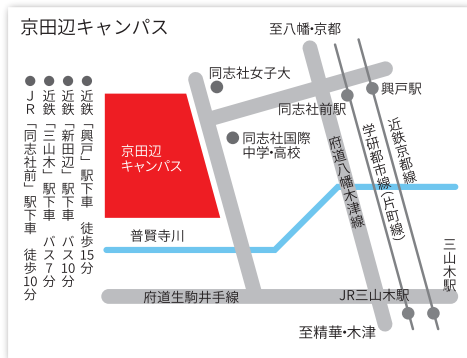 京田辺キャンパス
至八幡・京都
同志社女子大
興戸駅
同志社前駅
同志社国際
中学・高校
京田辺
キャンパス
近鉄京都線
学研都市線（片町線）
府道八幡木津線
普賢寺川
三山木駅
府道生駒井手線
JR三山木駅
至精華・木津
●近鉄「興戸」駅下車 徒歩15分
●近鉄「新田辺」駅下車 バス10分
●近鉄「三山木」駅下車 バス7分
●JR「同志社前」駅下車 徒歩10分